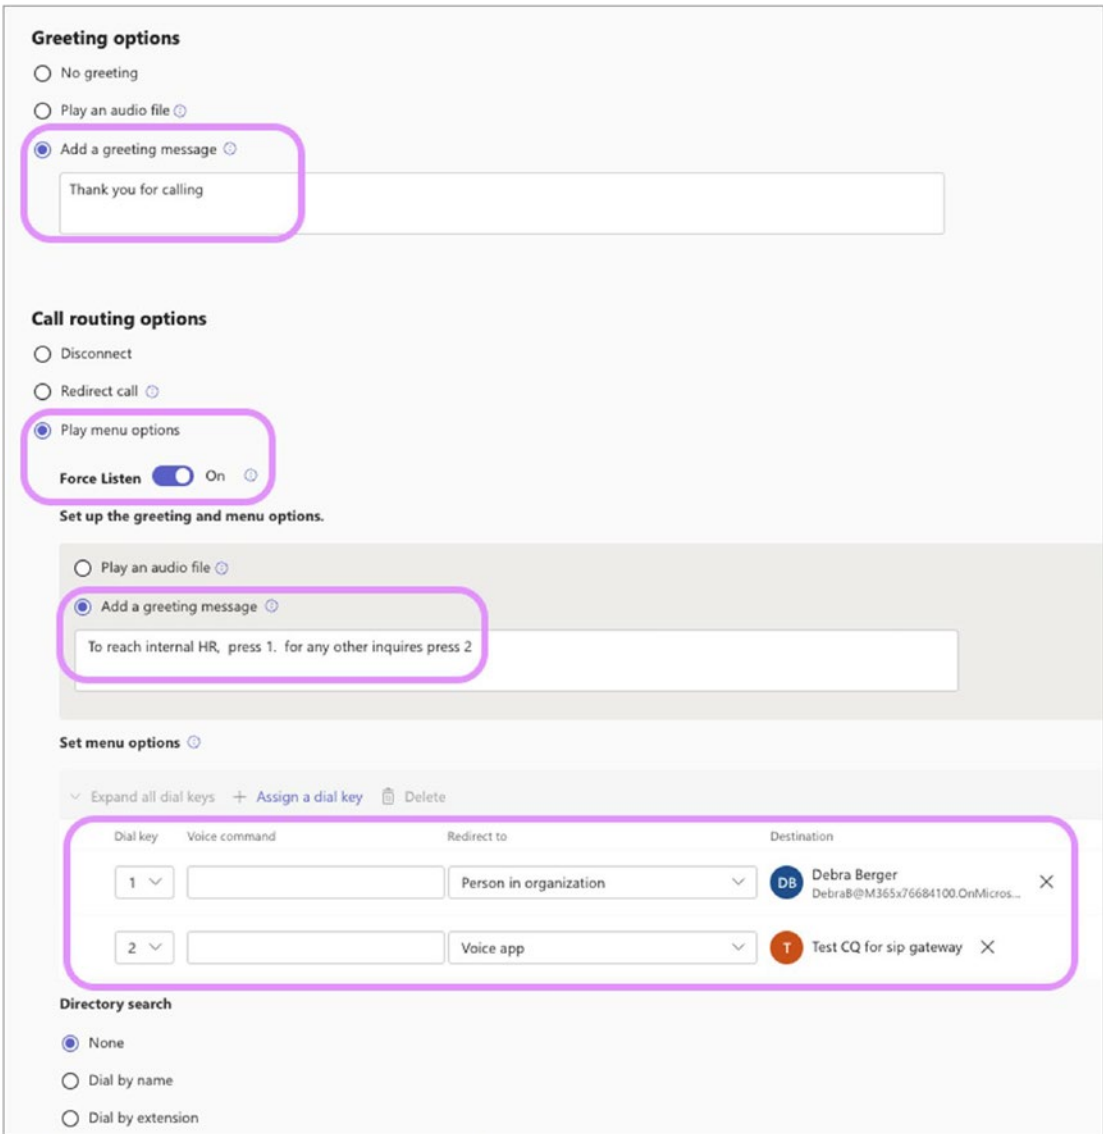 Greeting options
No greeting
Play an audio file
Add a greeting message
Thank you for calling
Call routing options
Disconnect
Redirect call
Play menu options
Force Listen On
Set up the greeting and menu options.
Play an audio file
Add a greeting message
To reach internal HR, press 1. for any other inquires press 2
Set menu options
Expand all dial keys + Assign a dial key Delete
Dial key Voice command Redirect to Destination
1 Person in organization DB Debra Berger
DebraB@M365x76684100.OnMicros...
2 Voice app T Test CQ for sip gateway
Directory search
None
Dial by name
Dial by extension